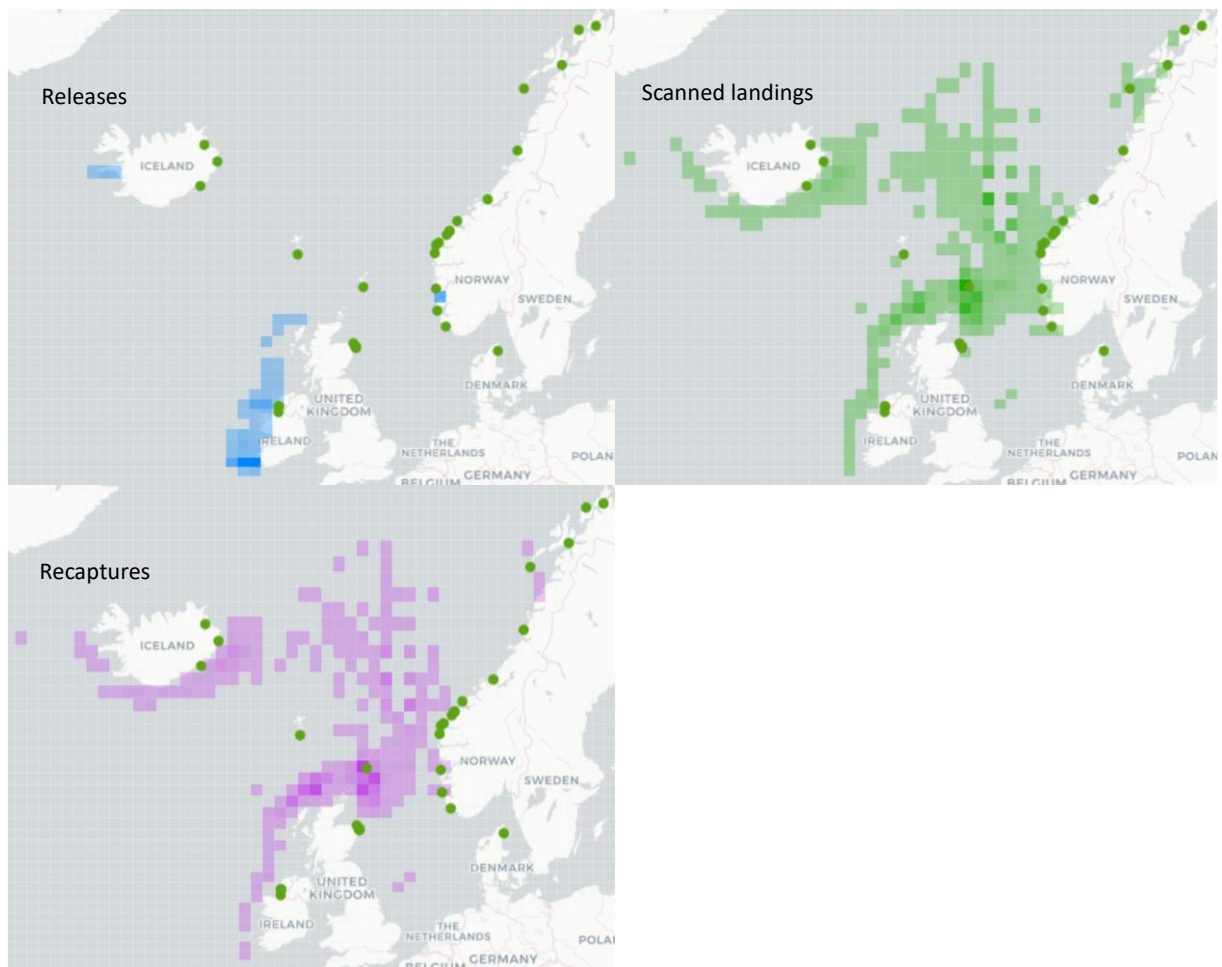 Releases
ICELAND
NORWAY
SWEDEN
DENMARK
UNITED
KINGDOM
IRELAND
THE
NETHERLANDS
GERMANY
POLAN
BELGIUM
Scanned landings
ICELAND
NORWAY
SWEDEN
DENMARK
UNITED
KINGDOM
IRELAND
THE
NETHERLANDS
GERMANY
POLAN
BELGIUM
Recaptures
ICELAND
NORWAY
SWEDEN
DENMARK
UNITED
KINGDOM
IRELAND
THE
NETHERLANDS
POLA
BELGIUM
GERMANY